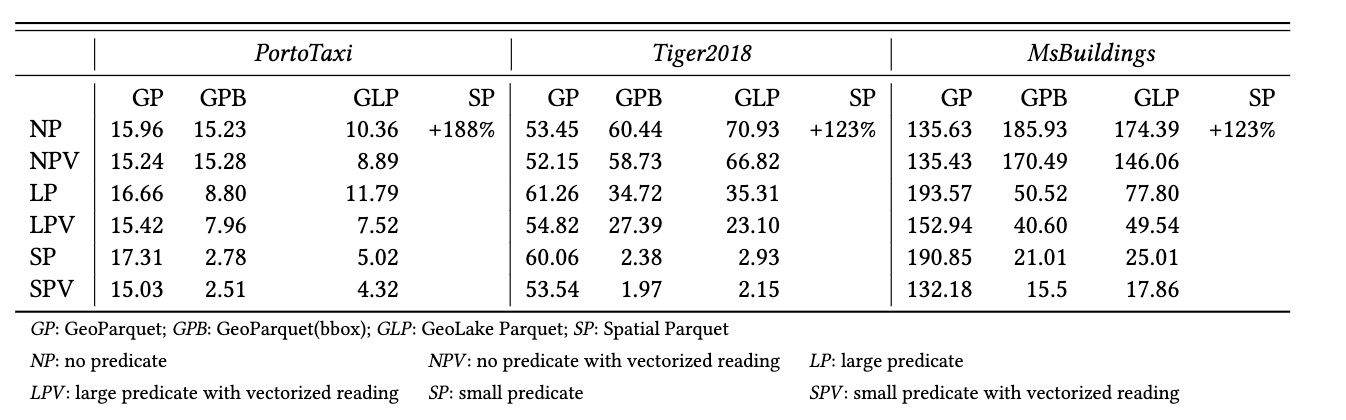 PortoTaxi Tiger2018 MsBuildings
GP GPB GLP SP GP GPB GLP SP GP GPB GLP SP
NP 15.96 15.23 10.36 +188% 53.45 60.44 70.93 +123% 135.63 185.93 174.39 +123%
NPV 15.24 15.28 8.89 52.15 58.73 66.82 135.43 170.49 146.06
LP 16.66 8.80 11.79 61.26 34.72 35.31 193.57 50.52 77.80
LPV 15.42 7.96 7.52 54.82 27.39 23.10 152.94 40.60 49.54
SP 17.31 2.78 5.02 60.06 2.38 2.93 190.85 21.01 25.01
SPV 15.03 2.51 4.32 53.54 1.97 2.15 132.18 15.5 17.86
GP: GeoParquet; GPB: GeoParquet(bbox); GLP: GeoLake Parquet; SP: Spatial Parquet
NP: no predicate NPV: no predicate with vectorized reading LP: large predicate
LPV: large predicate with vectorized reading SP: small predicate SPV: small predicate with vectorized reading